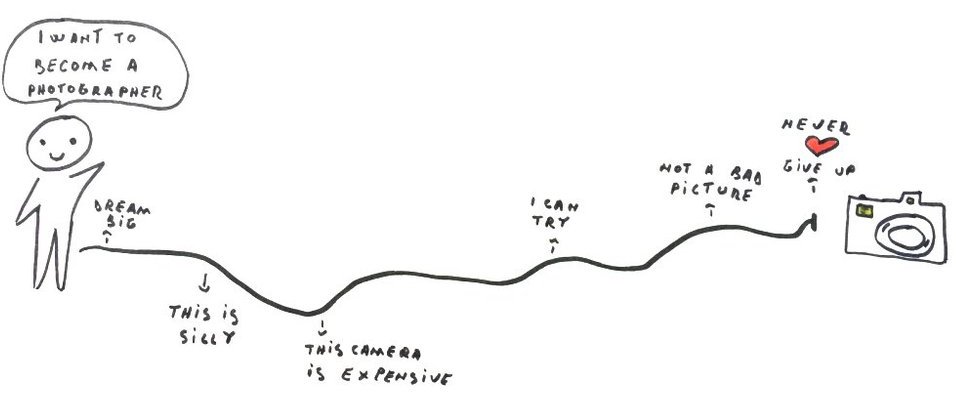 I WANT TO
BECOME A
PHOTOGRAPHER
DREAM
BIG
THIS IS
SILLY
THIS CAMERA
IS EXPENSIVE
I CAN
TRY
NOT A BAD
PICTURE
NEVER
GIVE UP